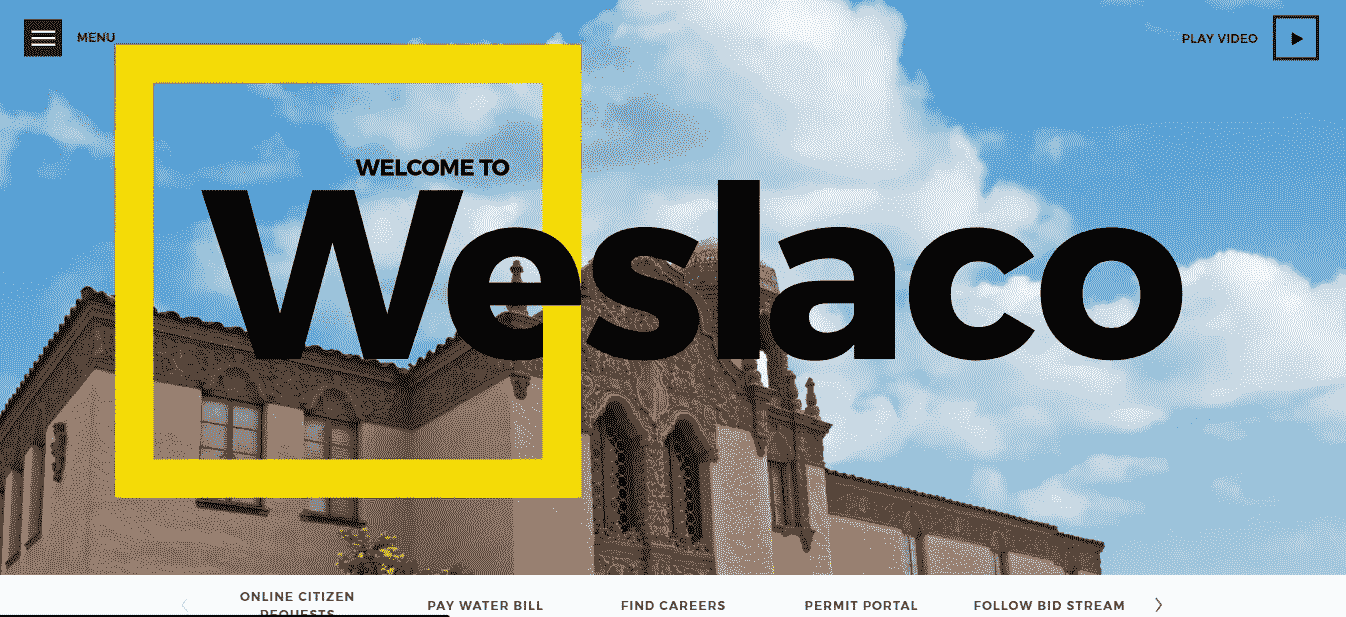 MENU
PLAY VIDEO
WELCOME TO
Weslaco
ONLINE CITIZEN
REQUESTS
PAY WATER BILL
FIND CAREERS
PERMIT PORTAL
FOLLOW BID STREAM